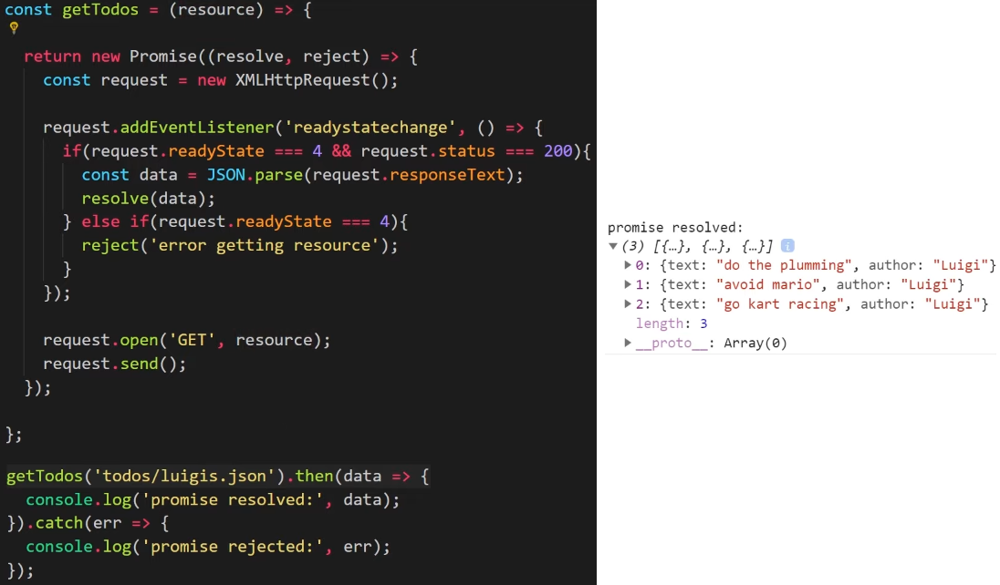 const getTodos = (resource) => {
return new Promise((resolve, reject) => {
const request = new XMLHttpRequest();
request.addEventListener('readystatechange', () => {
if(request.readyState === 4 && request.status === 200){
const data = JSON.parse(request.responseText);
resolve(data);
} else if(request.readyState === 4){
reject('error getting resource');
}
});
request.open('GET', resource);
request.send();
});
};
getTodos('todos/luigis.json').then(data => {
console.log('promise resolved:', data);
}).catch(err => {
console.log('promise rejected:', err);
});
promise resolved:
(3) [{…}, {…}, {…}] i
0: {text: "do the plumming", author: "Luigi"}
1: {text: "avoid mario", author: "Luigi"}
2: {text: "go kart racing", author: "Luigi"}
length: 3
__proto__: Array(0)